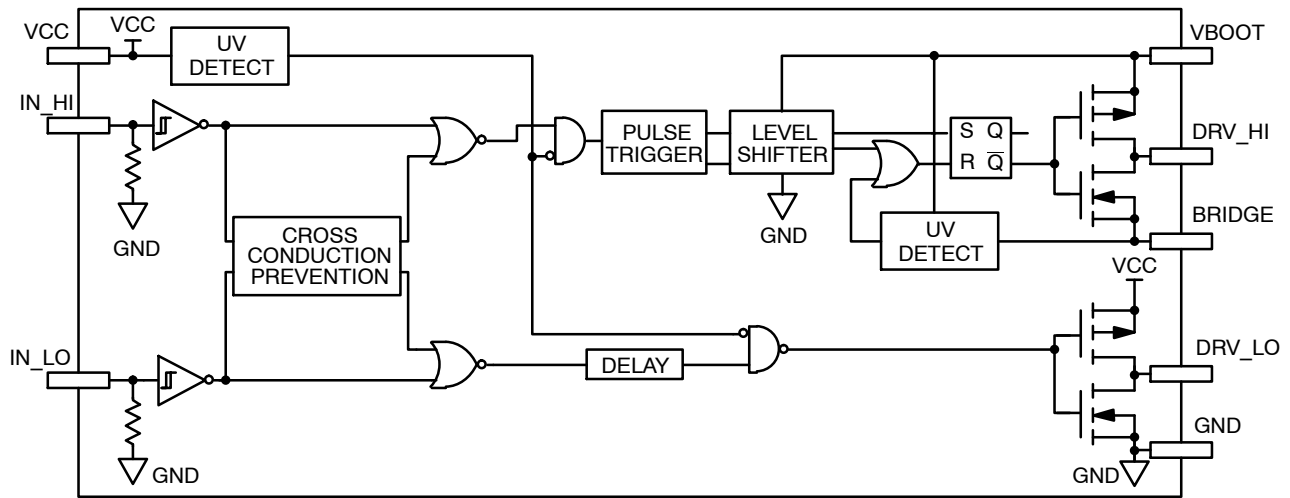 VCC
VCC
UV
DETECT
VBOOT
IN_HI
PULSE
TRIGGER
LEVEL
SHIFTER
S Q
R Q̅
DRV_HI
GND
GND
UV
DETECT
BRIDGE
CROSS
CONDUCTION
PREVENTION
VCC
IN_LO
DELAY
DRV_LO
GND
GND
GND